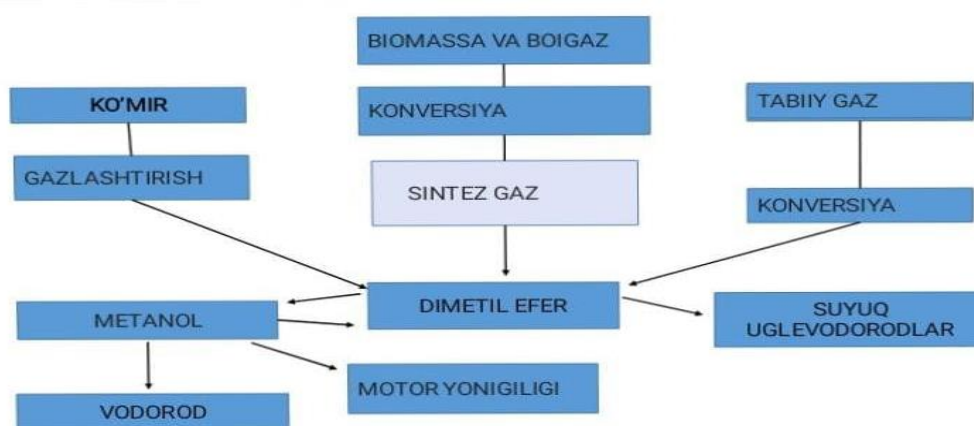 BIOMASSA VA BOIGAZ
KO'MIR
KONVERSIYA
TABIIY GAZ
GAZLASHTIRISH
SINTEZ GAZ
KONVERSIYA
DIMETIL EFER
METANOL
SUYUQ
UGLEVODORODLAR
MOTOR YONIGILIGI
VODOROD